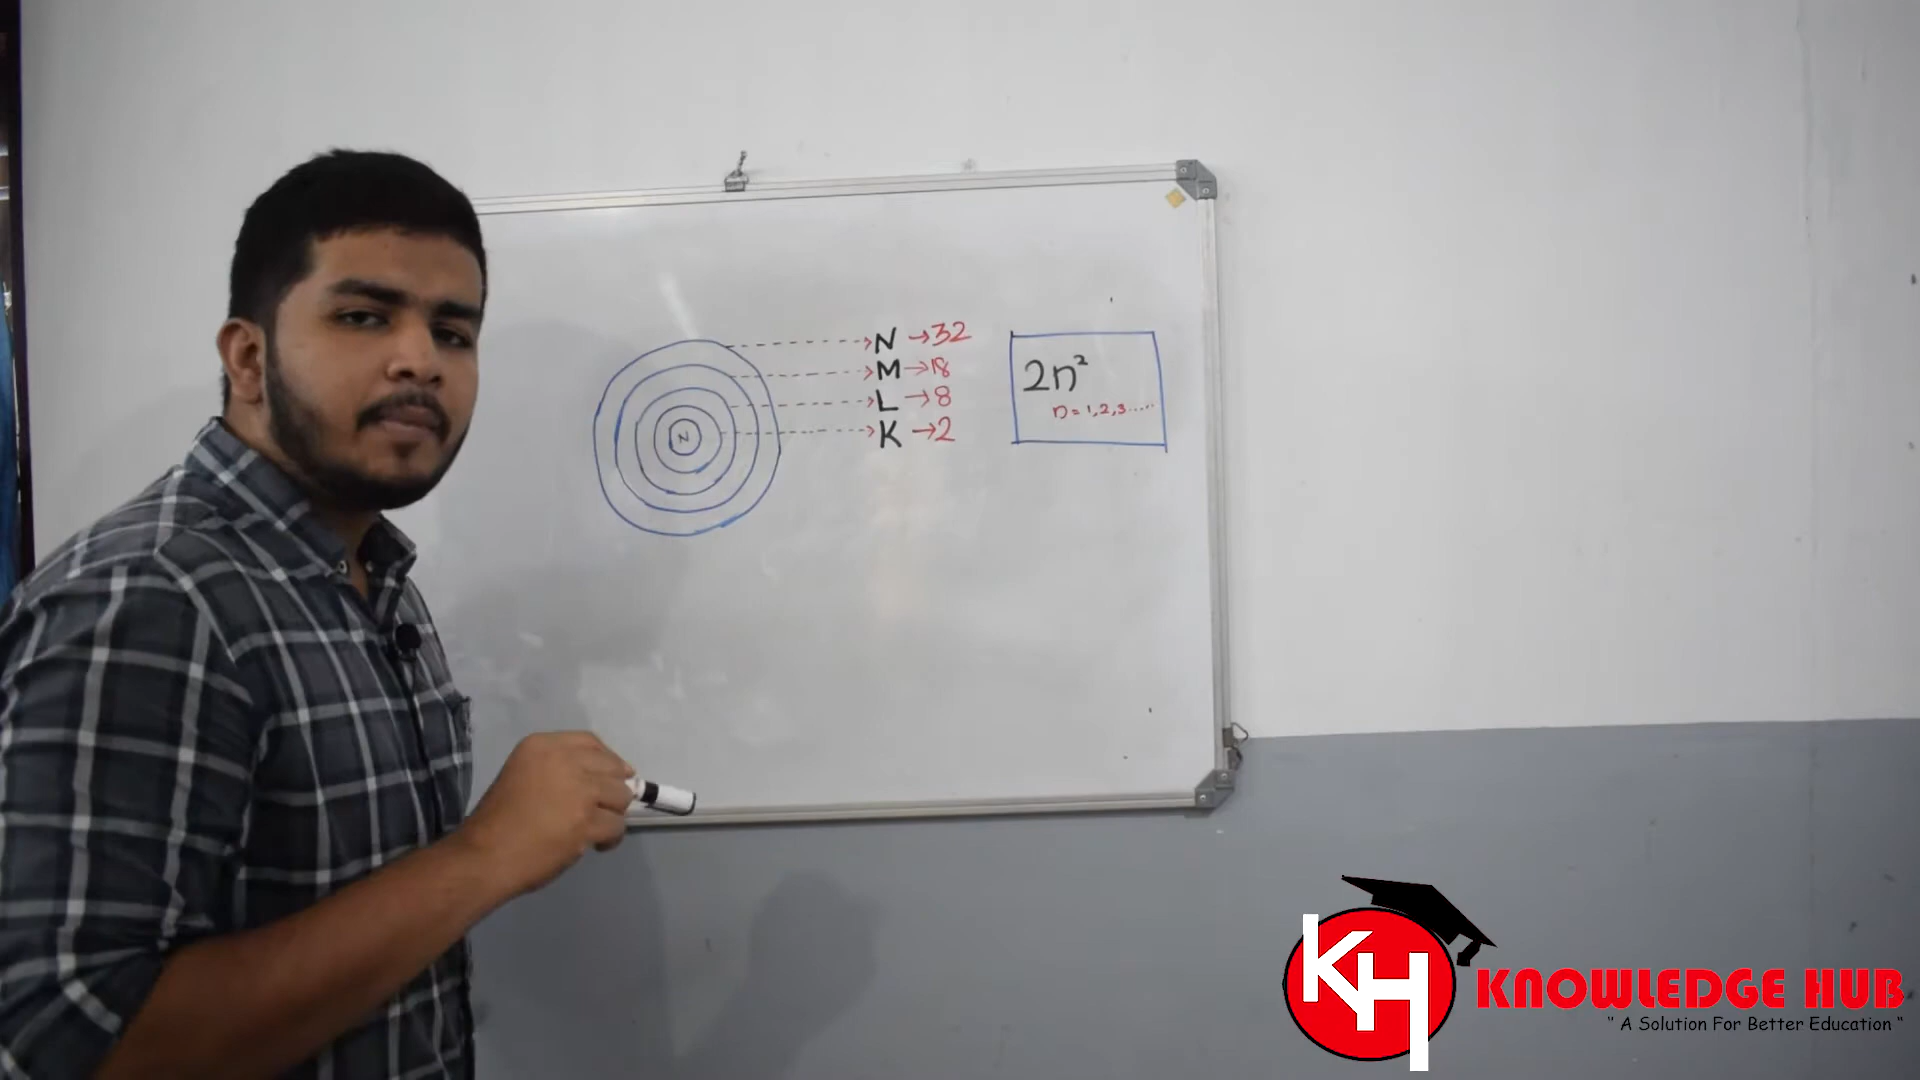 N → 32
M → 18
L → 8
K → 2
N
2n²
n = 1,2,3.....
KH
KNOWLEDGE HUB
" A Solution For Better Education "